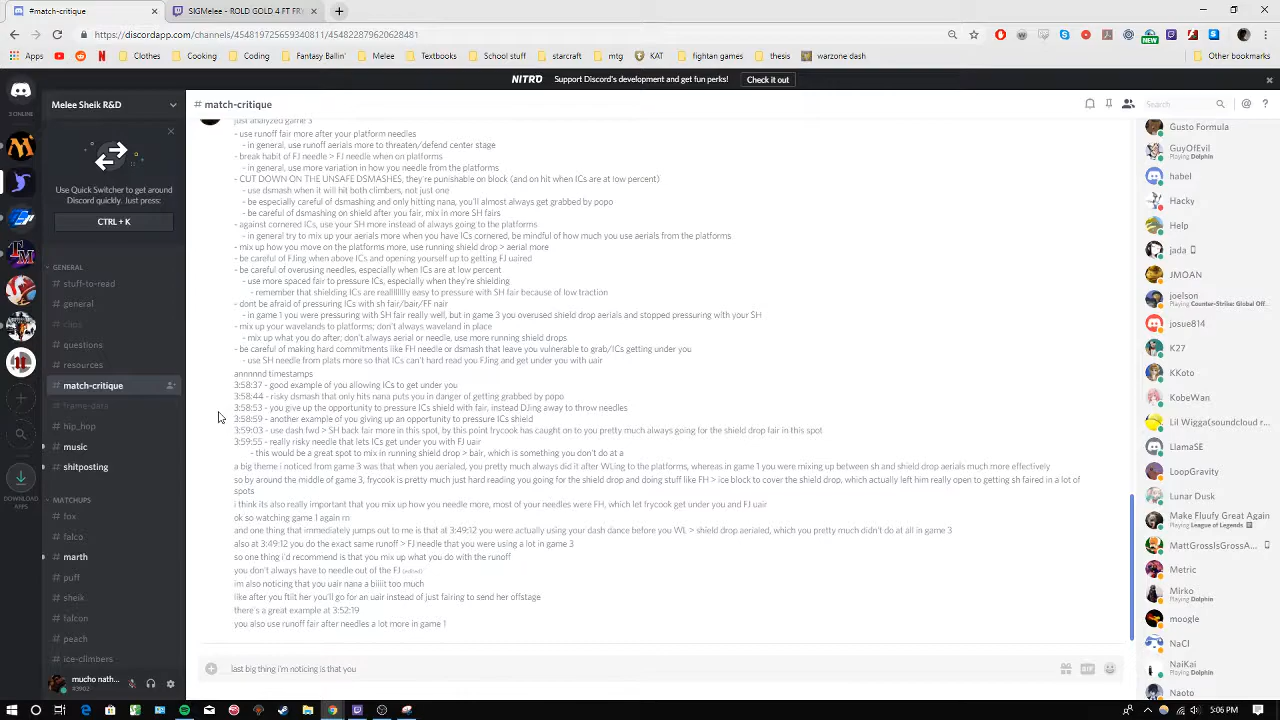 #match-critique
SIGMelee - ROLD GOLD 4 FT FRY
https://discordapp.com/channels/454819725659340811/454822879620628481
Apps
Clothes
Cooking
Cooking
Fantasy Ballin'
Melee
Textbooks
School stuff
starcraft
mtg
KAT
fightan games
thesis
warzone dash
Other bookmarks
NEW
NITRO Support Discord's development and get fun perks! Check it out
Melee Sheik R&D
# match-critique
Search
2 ONLINE
Use Quick Switcher to get around
Discord quickly. Just press:
CTRL + K
GENERAL
# stuff-to-read
# general
# clips
# questions
# resources
# match-critique
# frame-data
# hip_hop
# music
# shitposting
DOWNLOAD
APPS
MATCHUPS
# fox
# falco
# marth
# puff
# sheik
# falcon
# peach
# ice-climbers
mucho nath...
#3902
just analyzed game 3
- use runoff fair more after your platform needles
- in general, use runoff aerials more to threaten/defend center stage
- break habit of FJ needle > FJ needle when on platforms
- in general, use more variation in how you needle from the platforms
- CUT DOWN ON THE UNSAFE DSMASHES, they're punishable on block (and on hit when ICs are at low percent)
- use dsmash when it will hit both climbers, not just one
- be especially careful of dsmashing and only hitting nana, you'll almost always get grabbed by popo
- be careful of dsmashing on shield after you fair, mix in more SH fairs
- against cornered ICs, use your SH more instead of always going to the platforms
- in general try to mix up your aerials more when you have ICs cornered, be mindful of how much you use aerials from the platforms
- mix up how you move on the platforms more, use running shield drop > aerial more
- be careful of FJing when above ICs and opening yourself up to getting FJ uaired
- be careful of overusing needles, especially when ICs are at low percent
- use more spaced fair to pressure ICs, especially when they're shielding
- remember that shielding ICs are reallllllly easy to pressure with SH fair because of low traction
- dont be afraid of pressuring ICs with sh fair/bair/FF nair
- in game 1 you were pressuring with SH fair really well, but in game 3 you overused shield drop aerials and stopped pressuring with your SH
- mix up your wavelands to platforms; don't always waveland in place
- mix up what you do after; don't always aerial or needle, use more running shield drops
- be careful of making hard commitments like FH needle or dsmash that leave you vulnerable to grab/ICs getting under you
- use SH needle from plats more so that ICs can't hard read you FJing and get under you with uair
annnnnd timestamps
3:58:37 - good example of you allowing ICs to get under you
3:58:44 - risky dsmash that only hits nana puts you in danger of getting grabbed by popo
3:58:53 - you give up the opportunity to pressure ICs shield with fair, instead DJing away to throw needles
3:58:59 - another example of you giving up an opportunity to pressure ICs shield
3:59:03 - use dash fwd > SH back fair more in this spot, by this point frycook has caught on to you pretty much always going for the shield drop fair in this spot
3:59:55 - really risky needle that lets ICs get under you with FJ uair
- this would be a great spot to mix in running shield drop > bair, which is something you don't do at a
a big theme i noticed from game 3 was that when you aerialed, you pretty much always did it after WLing to the platforms, whereas in game 1 you were mixing up between sh and shield drop aerials much more effectively
so by around the middle of game 3, frycook is pretty much just hard reading you going for the shield drop and doing stuff like FH > ice block to cover the shield drop, which actually left him really open to getting sh faired in a lot of
spots
i think its also really important that you mix up how you needle more, most of your needles were FH, which let frycook get under you and FJ uair
ok so watching game 1 again rn
and one thing that immediately jumps out to me is that at 3:49:12 you were actually using your dash dance before you WL > shield drop aerialed, which you pretty much didn't do at all in game 3
also at 3:49:12 you do the exact same runoff > FJ needle that you were using a lot in game 3
so one thing i'd recommend is that you mix up what you do with the runoff
you don't always have to needle out of the FJ (edited)
im also noticing that you uair nana a biiiit too much
like after you ftilt her you'll go for an uair instead of just fairing to send her offstage
there's a great example at 3:52:19
you also use runoff fair after needles a lot more in game 1
last big thing i'm noticing is that you
GIF
Gusto Formula
GuyOfEvil
Playing Dolphin
babel
Hacky
Help
jada
JMOAN
joelson
Playing Counter-Strike: Global Off...
josue814
K27
KKoto
KobeWan
Lil Wigga(soundcloud r...
LlamaSE
LoopGravity
Lunar Dusk
Make Fluffy Great Again
Playing League of Legends
MattGrossIsGrossA...
Metric
Mirko
Playing Dolphin
moogle
NaCl
NaiKai
Playing Dolphin
Naoto
5:06 PM